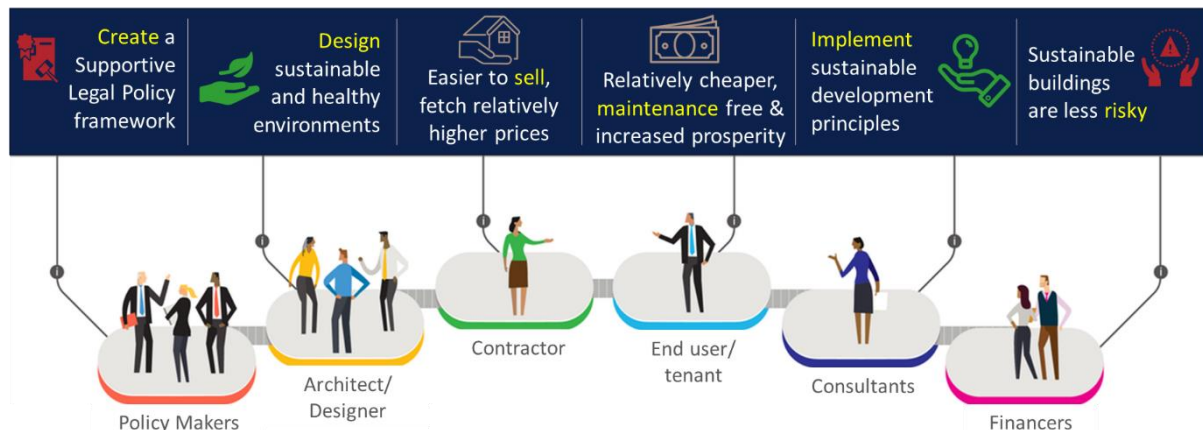 Create a
Supportive
Legal Policy
framework
Design
sustainable
and healthy
environments
Easier to sell,
fetch relatively
higher prices
Relatively cheaper,
maintenance free &
increased prosperity
Implement
sustainable
development
principles
Sustainable
buildings
are less risky
Policy Makers
Architect/
Designer
Contractor
End user/
tenant
Consultants
Financers